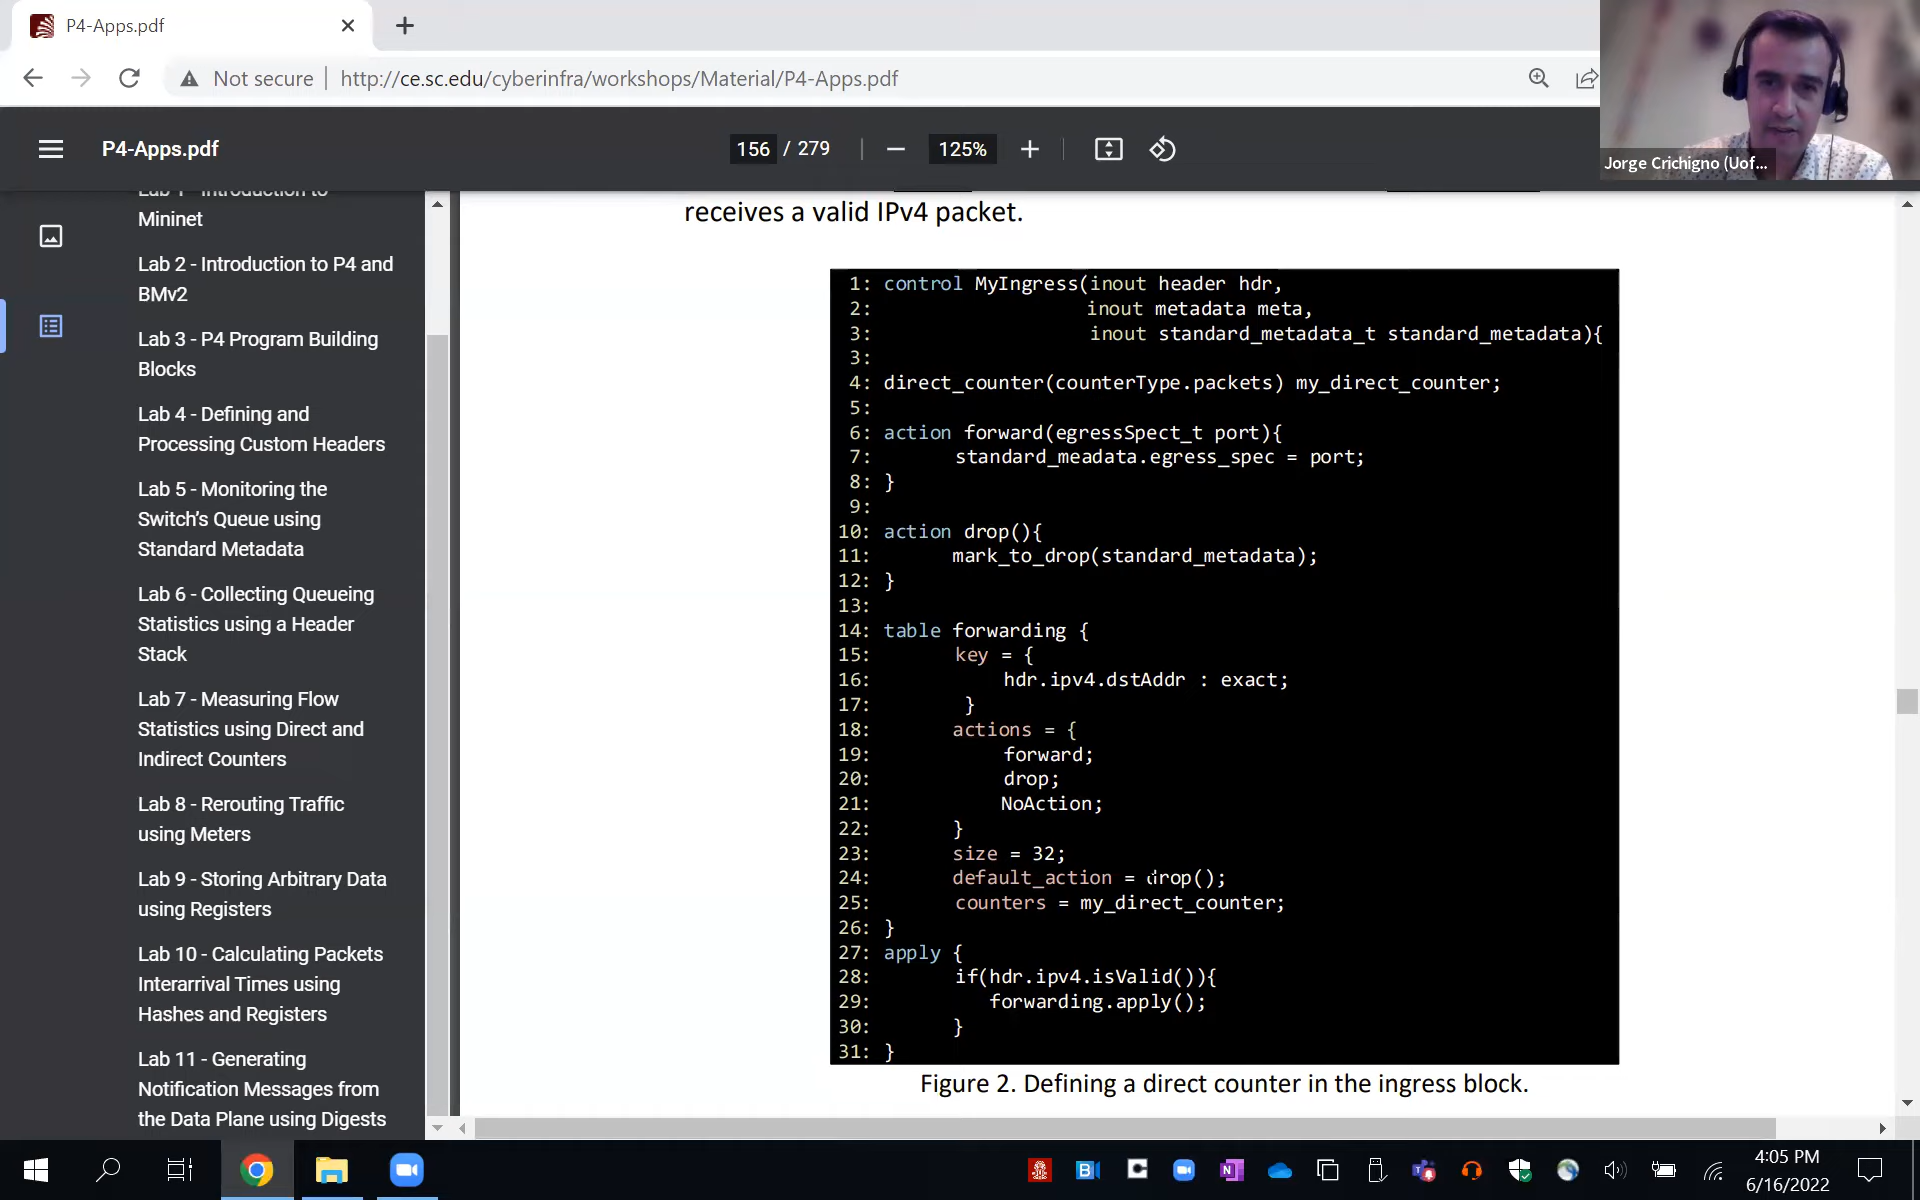 P4-Apps.pdf
Not secure
http://ce.sc.edu/cyberinfra/workshops/Material/P4-Apps.pdf
Jorge Crichigno (Uof...
P4-Apps.pdf
156 / 279
125%
Lab 1 - Introduction to
Mininet
Lab 2 - Introduction to P4 and
BMv2
Lab 3 - P4 Program Building
Blocks
Lab 4 - Defining and
Processing Custom Headers
Lab 5 - Monitoring the
Switch's Queue using
Standard Metadata
Lab 6 - Collecting Queueing
Statistics using a Header
Stack
Lab 7 - Measuring Flow
Statistics using Direct and
Indirect Counters
Lab 8 - Rerouting Traffic
using Meters
Lab 9 - Storing Arbitrary Data
using Registers
Lab 10 - Calculating Packets
Interarrival Times using
Hashes and Registers
Lab 11 - Generating
Notification Messages from
the Data Plane using Digests
receives a valid IPv4 packet.
1: control MyIngress(inout header hdr,
2: inout metadata meta,
3: inout standard_metadata_t standard_metadata){
3:
4: direct_counter(counterType.packets) my_direct_counter;
5:
6: action forward(egressSpect_t port){
7: standard_meadata.egress_spec = port;
8: }
9:
10: action drop(){
11: mark_to_drop(standard_metadata);
12: }
13:
14: table forwarding {
15: key = {
16: hdr.ipv4.dstAddr : exact;
17: }
18: actions = {
19: forward;
20: drop;
21: NoAction;
22: }
23: size = 32;
24: default_action = drop();
25: counters = my_direct_counter;
26: }
27: apply {
28: if(hdr.ipv4.isValid()){
29: forwarding.apply();
30: }
31: }
Figure 2. Defining a direct counter in the ingress block.
4:05 PM
6/16/2022